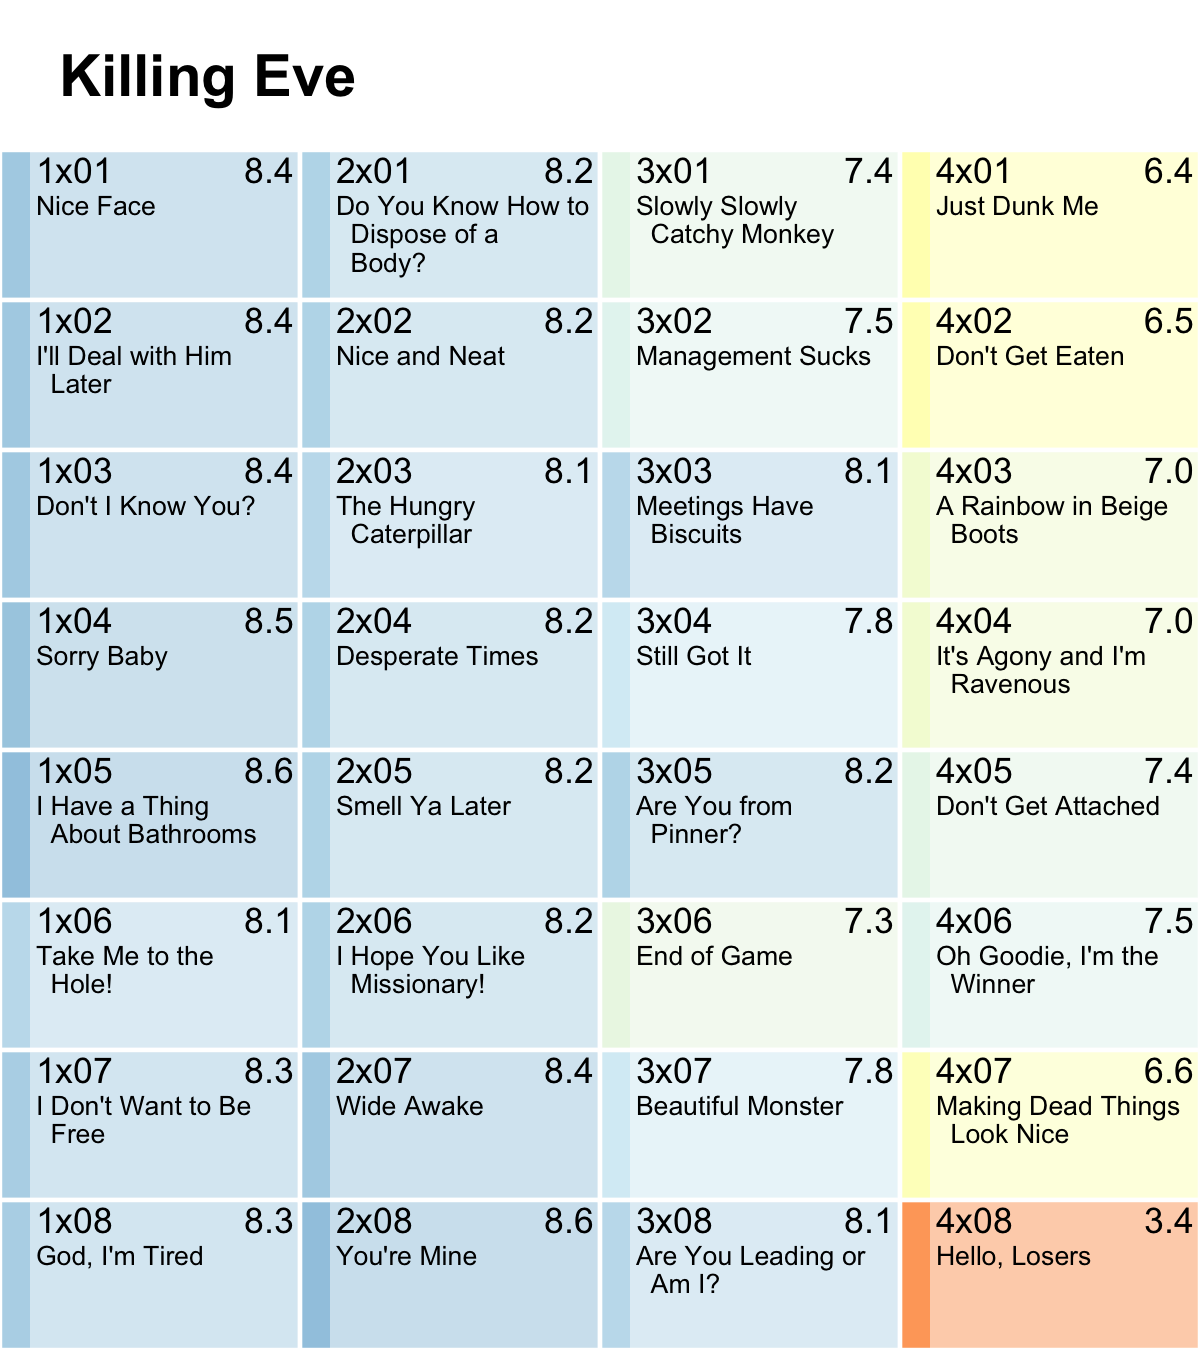 Killing Eve
1x01 8.4
Nice Face
2x01 8.2
Do You Know How to
Dispose of a
Body?
3x01 7.4
Slowly Slowly
Catchy Monkey
4x01 6.4
Just Dunk Me
1x02 8.4
I'll Deal with Him
Later
2x02 8.2
Nice and Neat
3x02 7.5
Management Sucks
4x02 6.5
Don't Get Eaten
1x03 8.4
Don't I Know You?
2x03 8.1
The Hungry
Caterpillar
3x03 8.1
Meetings Have
Biscuits
4x03 7.0
A Rainbow in Beige
Boots
1x04 8.5
Sorry Baby
2x04 8.2
Desperate Times
3x04 7.8
Still Got It
4x04 7.0
It's Agony and I'm
Ravenous
1x05 8.6
I Have a Thing
About Bathrooms
2x05 8.2
Smell Ya Later
3x05 8.2
Are You from
Pinner?
4x05 7.4
Don't Get Attached
1x06 8.1
Take Me to the
Hole!
2x06 8.2
I Hope You Like
Missionary!
3x06 7.3
End of Game
4x06 7.5
Oh Goodie, I'm the
Winner
1x07 8.3
I Don't Want to Be
Free
2x07 8.4
Wide Awake
3x07 7.8
Beautiful Monster
4x07 6.6
Making Dead Things
Look Nice
1x08 8.3
God, I'm Tired
2x08 8.6
You're Mine
3x08 8.1
Are You Leading or
Am I?
4x08 3.4
Hello, Losers